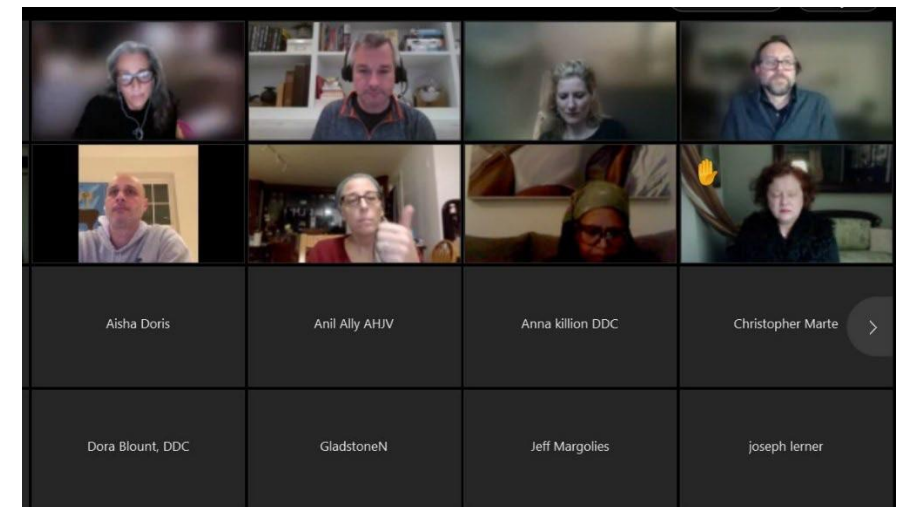 Aisha Doris
Anil Ally AHJV
Anna killion DDC
Christopher Marte
Dora Blount, DDC
GladstoneN
Jeff Margolies
joseph lerner